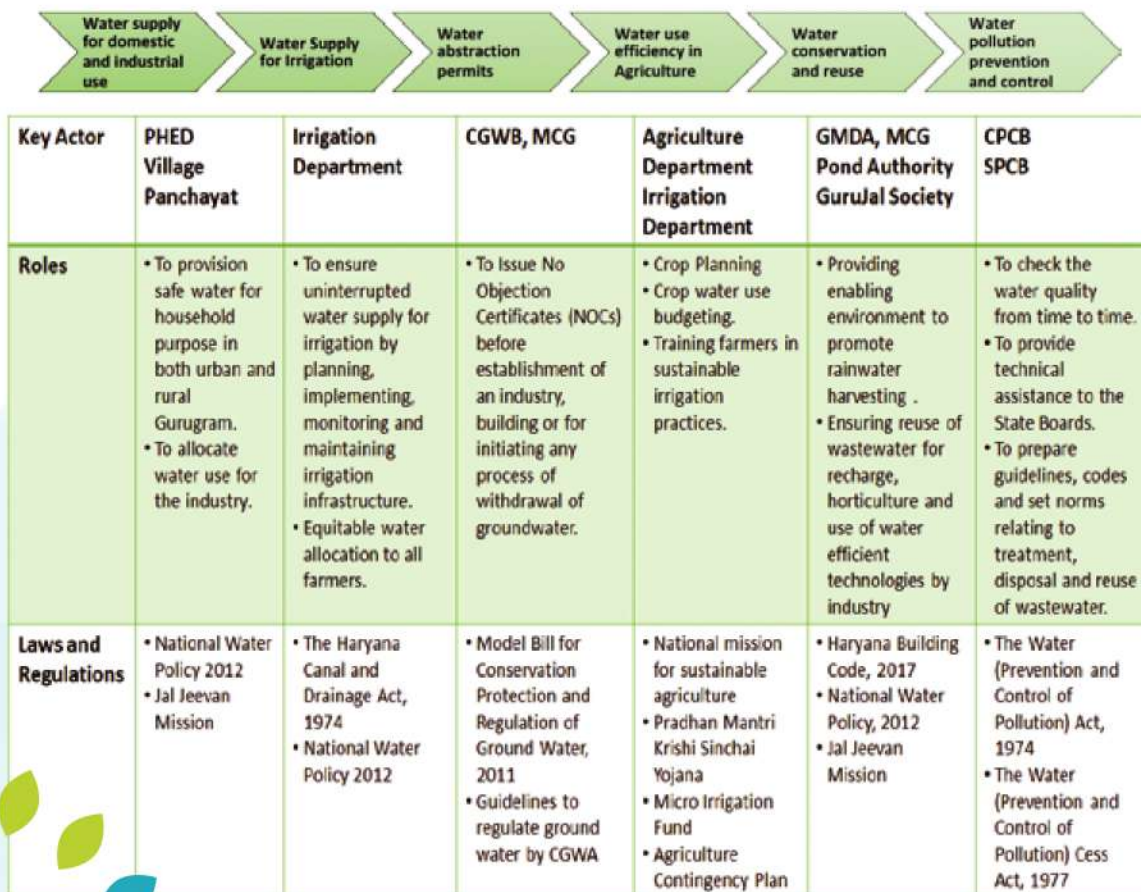 Water supply
for domestic
and industrial
use
Water Supply
for Irrigation
Water
abstraction
permits
Water use
efficiency in
Agriculture
Water
conservation
and reuse
Water
pollution
prevention
and control
Key Actor
PHED
Village
Panchayat
Irrigation
Department
CGWB, MCG
Agriculture
Department
Irrigation
Department
GMDA, MCG
Pond Authority
GuruJal Society
CPCB
SPCB
Roles
• To provision
safe water for
household
purpose in
both urban and
rural
Gurugram.
• To allocate
water use for
the industry.
• To ensure
uninterrupted
water supply for
irrigation by
planning,
implementing,
monitoring and
maintaining
irrigation
infrastructure.
• Equitable water
allocation to all
farmers.
• To Issue No
Objection
Certificates (NOCs)
before
establishment of
an industry,
building or for
initiating any
process of
withdrawal of
groundwater.
• Crop Planning
• Crop water use
budgeting.
• Training farmers in
sustainable
irrigation
practices.
• Providing
enabling
environment to
promote
rainwater
harvesting .
• Ensuring reuse of
wastewater for
recharge,
horticulture and
use of water
efficient
technologies by
industry
• To check the
water quality
from time to time.
• To provide
technical
assistance to the
State Boards.
• To prepare
guidelines, codes
and set norms
relating to
treatment,
disposal and reuse
of wastewater.
Laws and
Regulations
• National Water
Policy 2012
• Jal Jeevan
Mission
• The Haryana
Canal and
Drainage Act,
1974
• National Water
Policy 2012
• Model Bill for
Conservation
Protection and
Regulation of
Ground Water,
2011
• Guidelines to
regulate ground
water by CGWA
• National mission
for sustainable
agriculture
• Pradhan Mantri
Krishi Sinchai
Yojana
• Micro Irrigation
Fund
• Agriculture
Contingency Plan
• Haryana Building
Code, 2017
• National Water
Policy, 2012
• Jal Jeevan
Mission
• The Water
(Prevention and
Control of
Pollution) Act,
1974
• The Water
(Prevention and
Control of
Pollution) Cess
Act, 1977